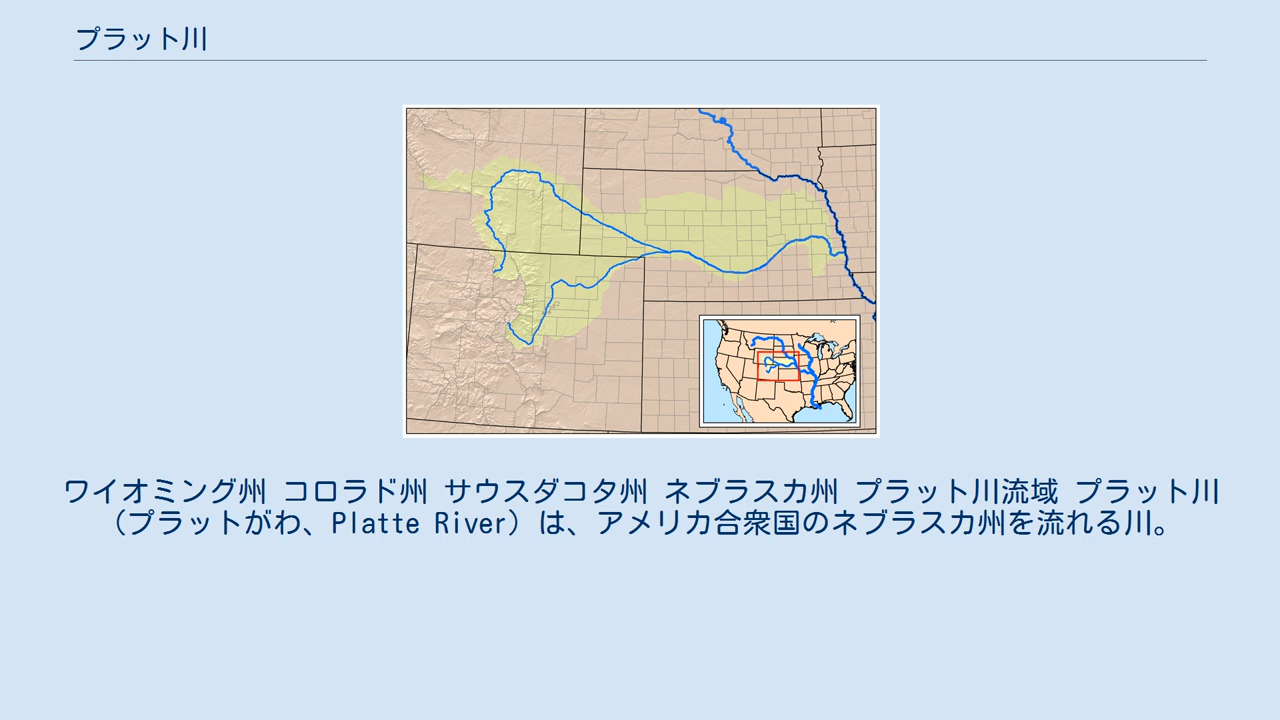 プラット川
ワイオミング州 コロラド州 サウスダコタ州 ネブラスカ州 プラット川流域 プラット川
（プラットがわ、Platte River）は、アメリカ合衆国のネブラスカ州を流れる川。